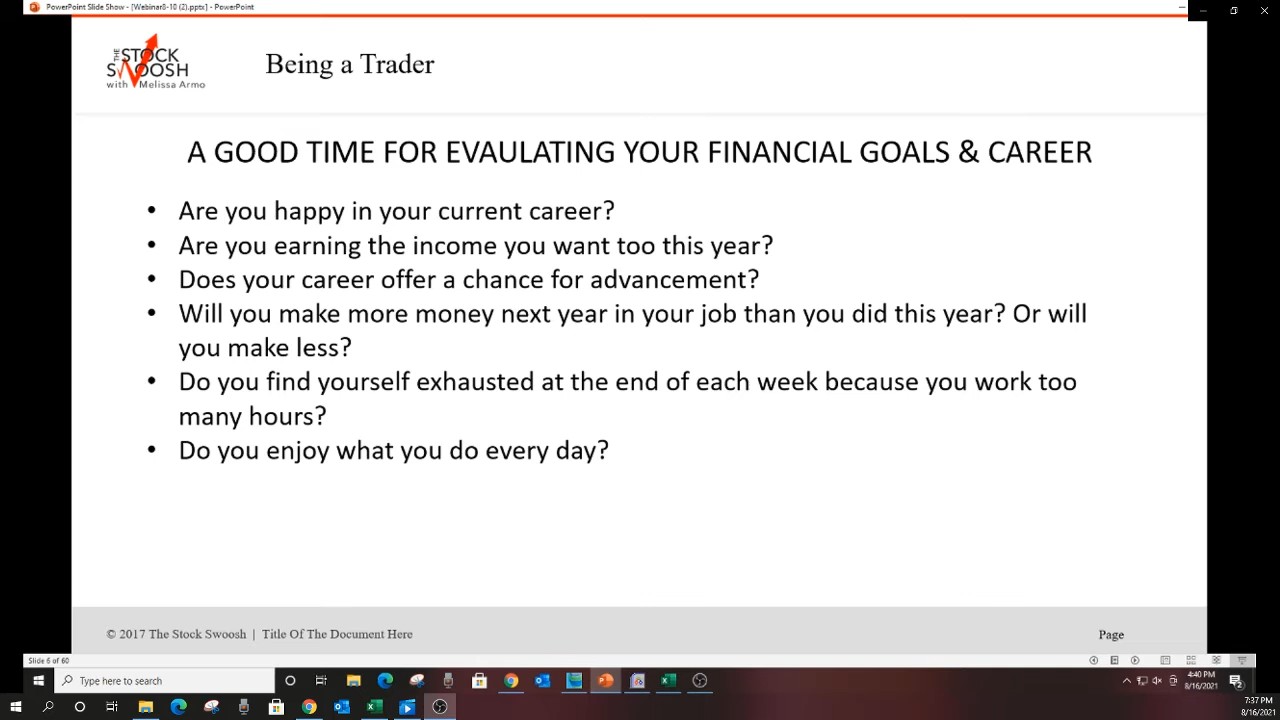 PowerPoint Slide Show - [Webinar8-10 (2).pptx] - PowerPoint
THE STOCK
SWOOSH
with Melissa Armo
Being a Trader
A GOOD TIME FOR EVAULATING YOUR FINANCIAL GOALS & CAREER
• Are you happy in your current career?
• Are you earning the income you want too this year?
• Does your career offer a chance for advancement?
• Will you make more money next year in your job than you did this year? Or will
you make less?
• Do you find yourself exhausted at the end of each week because you work too
many hours?
• Do you enjoy what you do every day?
© 2017 The Stock Swoosh | Title Of The Document Here
Page
Slide 6 of 60
Type here to search
4:40 PM
8/16/2021
7:37 PM
8/16/2021